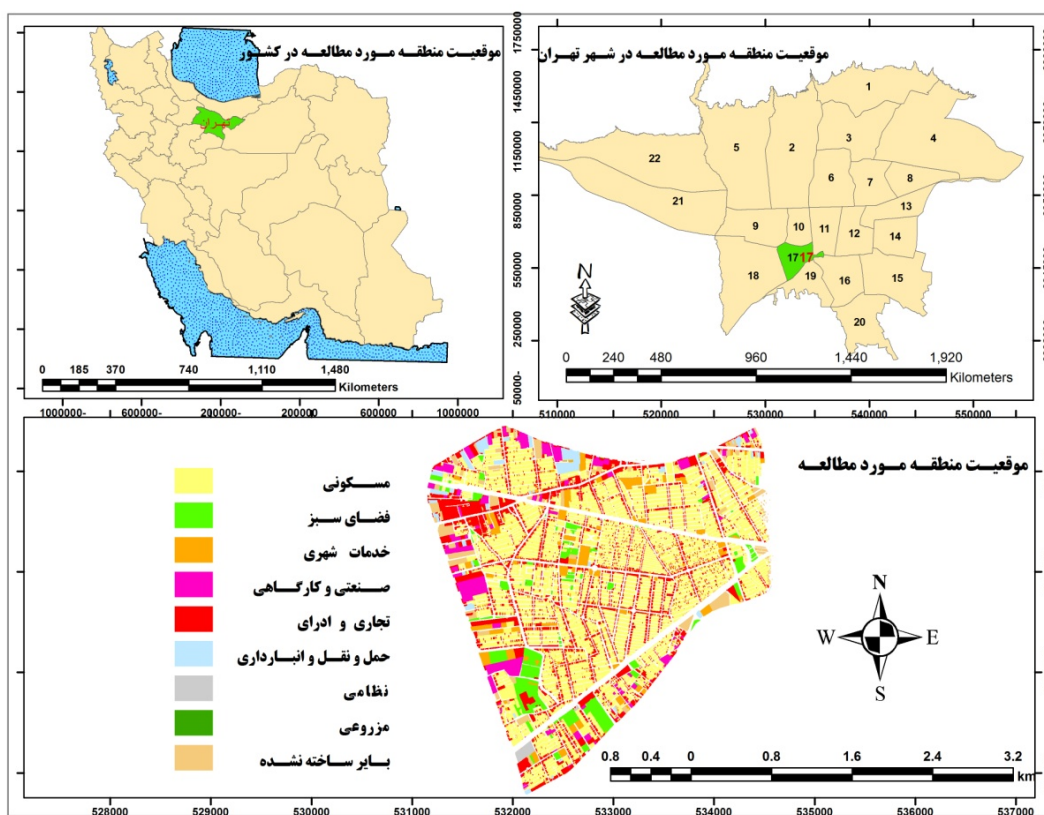 موقعیت منطقه مورد مطالعه در کشور
تهران
0 185 370 740 1,110 1,480
Kilometers
1000000- 600000- 200000- 200000 600000 1000000
موقعیت منطقه مورد مطالعه در شهر تهران
1750000
1450000
1150000
850000
550000
250000
50000-
1
2
3
4
5
6
7
8
9
10
11
12
13
14
15
16
17
17
18
19
20
21
22
N
0 240 480 960 1,440 1,920
Kilometers
510000 520000 530000 540000 550000
موقعیت منطقه مورد مطالعه
مسکونی
فضای سبز
خدمات شهری
صنعتی و کارگاهی
تجاری و ادرای
حمل و نقل و انبارداری
نظامی
مزروعی
بایر ساخته نشده
N
W E
S
0.8 0.4 0 0.8 1.6 2.4 3.2
km
528000 529000 530000 531000 532000 533000 534000 535000 536000 537000